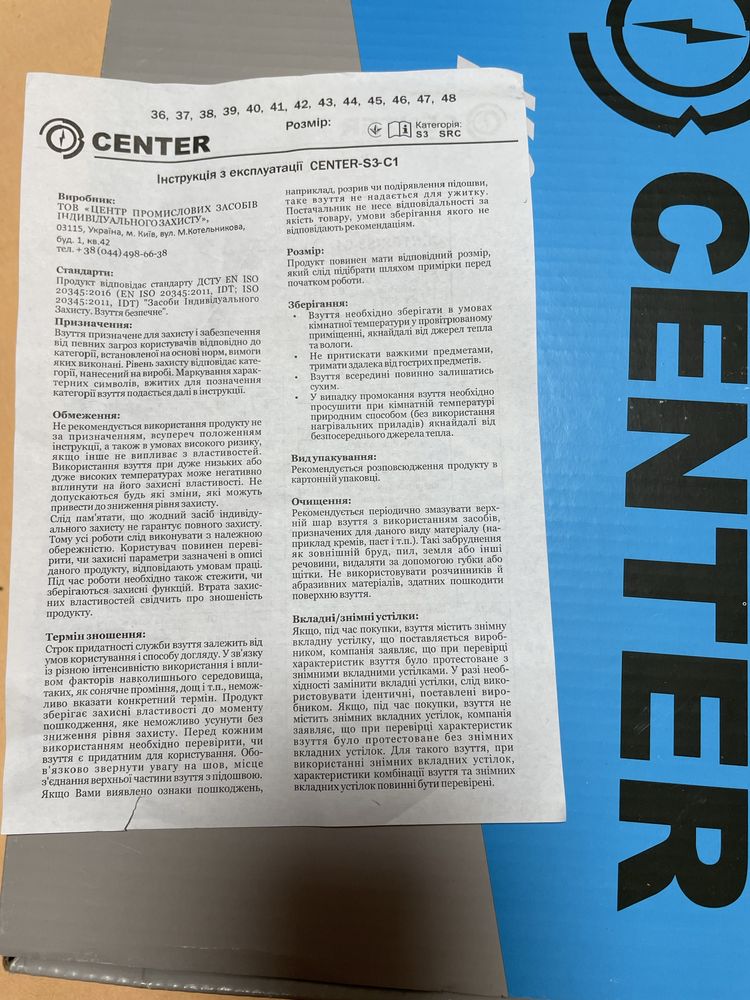 36, 37, 38, 39, 40, 41, 42, 43, 44, 45, 46, 47, 48
CENTER
Розмір:
Категорія:
S3 SRC
Інструкція з експлуатації CENTER-S3-C1
Виробник:
ТОВ «ЦЕНТР ПРОМИСЛОВИХ ЗАСОБІВ
ІНДИВІДУАЛЬНОГО ЗАХИСТУ»,
03115, Україна, м. Київ, вул. М.Котельникова,
буд. 1, кв.42
тел. +38 (044) 498-66-38
Стандарти:
Продукт відповідає стандарту ДСТУ EN ISO
20345:2016 (EN ISO 20345:2011, IDT; ISO
20345:2011, IDT) "Засоби Індивідуального
Захисту. Взуття безпечне".
Призначення:
Взуття призначене для захисту і забезпечення
від певних загроз користувачів відповідно до
категорії, встановленої на основі норм, вимоги
яких виконані. Рівень захисту відповідає кате-
горії, нанесений на виробі. Маркування харак-
терних символів, вжитих для позначення
категорії взуття подається далі в інструкції.
Обмеження:
Не рекомендується використання продукту не
за призначенням, всупереч положенням
інструкції, а також в умовах високого ризику,
якщо інше не випливає з властивостей.
Використання взуття при дуже низьких або
дуже високих температурах може негативно
вплинути на його захисні властивості. Не
допускаються будь які зміни, які можуть
привести до зниження рівня захисту.
Слід пам'ятати, що жодний засіб індивіду-
ального захисту не гарантує повного захисту.
Тому усі роботи слід виконувати з належною
обережністю. Користувач повинен переві-
рити, чи захисні параметри зазначені в описі
даного продукту, відповідають умовам праці.
Під час роботи необхідно також стежити, чи
зберігаються захисні функцій. Втрата захис-
них властивостей свідчить про зношеність
продукту.
Термін зношення:
Строк придатності служби взуття залежить від
умов користування і способу догляду. У зв'язку
із різною інтенсивністю використання і впли-
вом факторів навколишнього середовища,
таких, як сонячне проміння, дощ і т.п., немож-
ливо вказати конкретний термін. Продукт
зберігає захисні властивості до моменту
пошкодження, яке неможливо усунути без
зниження рівня захисту. Перед кожним
використанням необхідно перевірити, чи
взуття є придатним для користування. Обо-
в'язково звернути увагу на шов, місце
з'єднання верхньої частини взуття з підошвою.
Якщо Вами виявлено ознаки пошкоджень,
наприклад, розрив чи подірявлення підошви,
таке взуття не надається для ужитку.
Постачальник не несе відповідальності за
якість товару, умови зберігання якого не
відповідають рекомендаціям.
Розмір:
Продукт повинен мати відповідний розмір,
який слід підібрати шляхом примірки перед
початком роботи.
Зберігання:
• Взуття необхідно зберігати в умовах
кімнатної температури у провітрюваному
приміщенні, якнайдалі від джерел тепла
та вологи.
• Не притискати важкими предметами,
тримати здалека від гострих предметів.
• Взуття всередині повинно залишатись
сухим.
• У випадку промокання взуття необхідно
просушити при кімнатній температурі
природним способом (без використання
нагрівальних приладів) якнайдалі від
безпосереднього джерела тепла.
Вид упакування:
Рекомендується розповсюдження продукту в
картонній упаковці.
Очищення:
Рекомендується періодично змазувати верх-
ній шар взуття з використанням засобів,
призначених для даного виду матеріалу (на-
приклад кремів, паст і т.п.). Такі забруднення
як зовнішній бруд, пил, земля або інші
речовини, видаляти за допомогою губки або
щітки. Не використовувати розчинників й
абразивних матеріалів, здатних пошкодити
поверхню взуття.
Вкладні/знімні устілки:
Якщо, під час покупки, взуття містить знімну
вкладну устілку, що поставляється вироб-
ником, компанія заявляє, що при перевірці
характеристик взуття було протестоване з
знімними вкладними устілками. У разі необ-
хідності замінити вкладні устілки, слід вико-
ристовувати ідентичні, поставлені виро-
бником. Якщо, під час покупки, взуття не
містить знімних вкладних устілок, компанія
заявляє, що при перевірці характеристик
взуття було протестоване без знімних
вкладних устілок. Для такого взуття, при
використанні знімних вкладних устілок,
характеристики комбінації взуття та знімних
вкладних устілок повинні бути перевірені.
CENTER